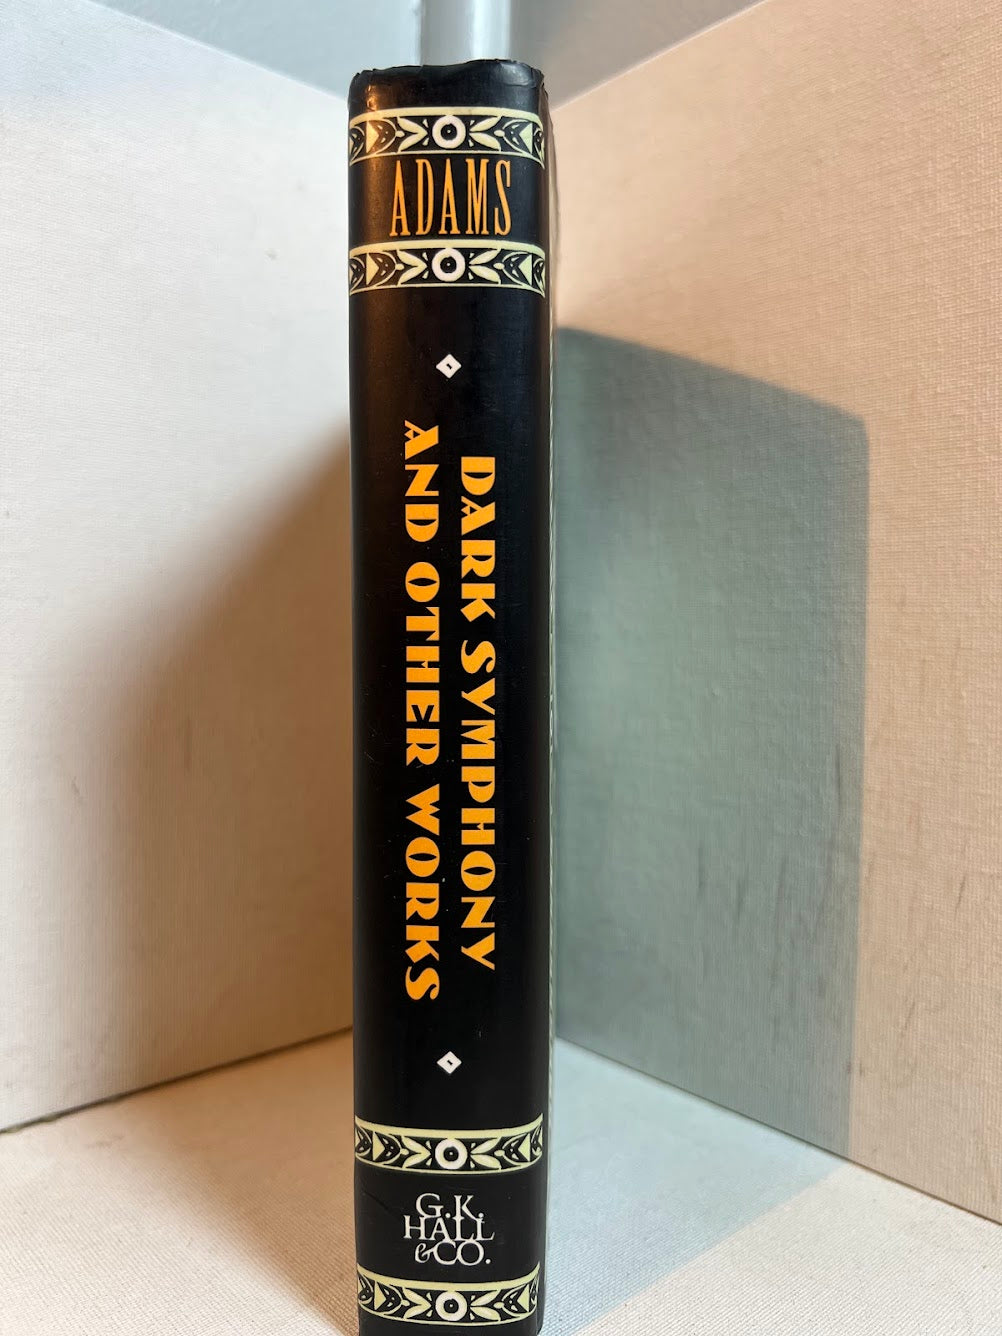 ADAMS
DARK SYMPHONY
AND OTHER WORKS
G.K.
HALL
&CO.